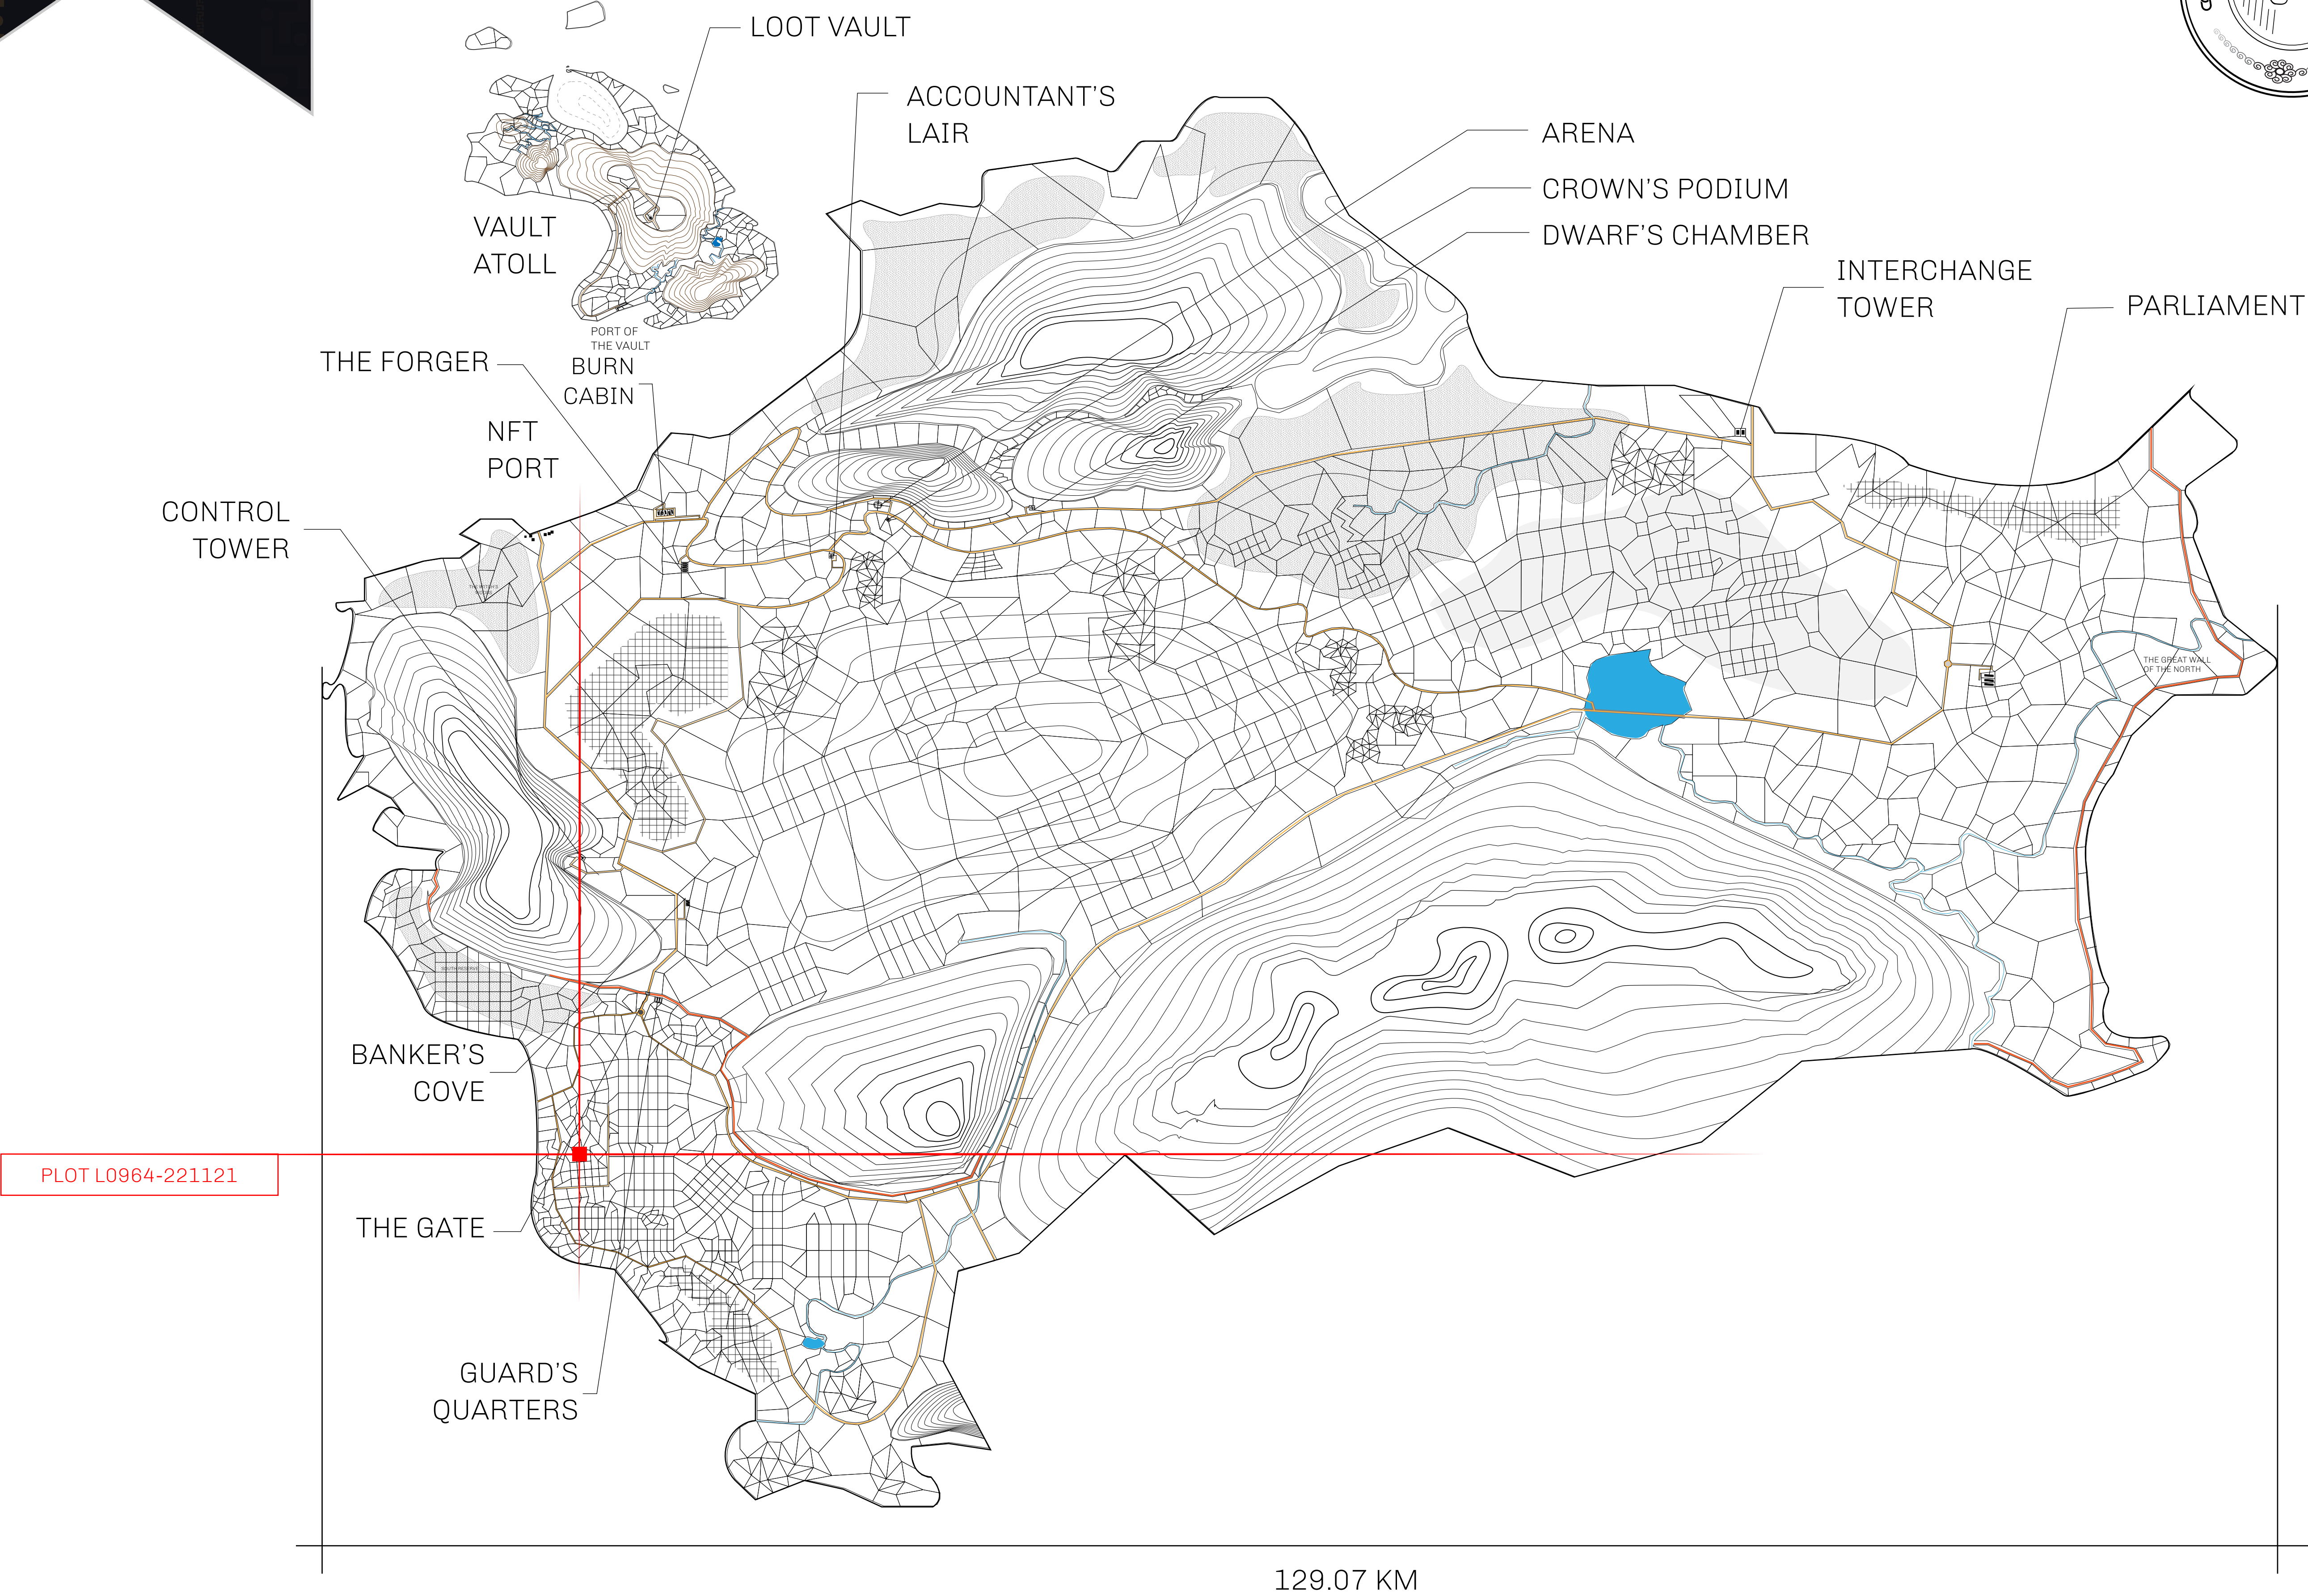 LOOT VAULT
ACCOUNTANT'S
LAIR
ARENA
CROWN'S PODIUM
DWARF'S CHAMBER
VAULT
ATOLL
INTERCHANGE
TOWER
PARLIAMENT
PORT OF
THE VAULT
THE FORGER
BURN
CABIN
NFT
PORT
CONTROL
TOWER
THE GREAT WALL
OF THE NORTH
SOUTH RESERVE
BANKER'S
COVE
PLOT L0964-221121
THE GATE
GUARD'S
QUARTERS
129.07 KM